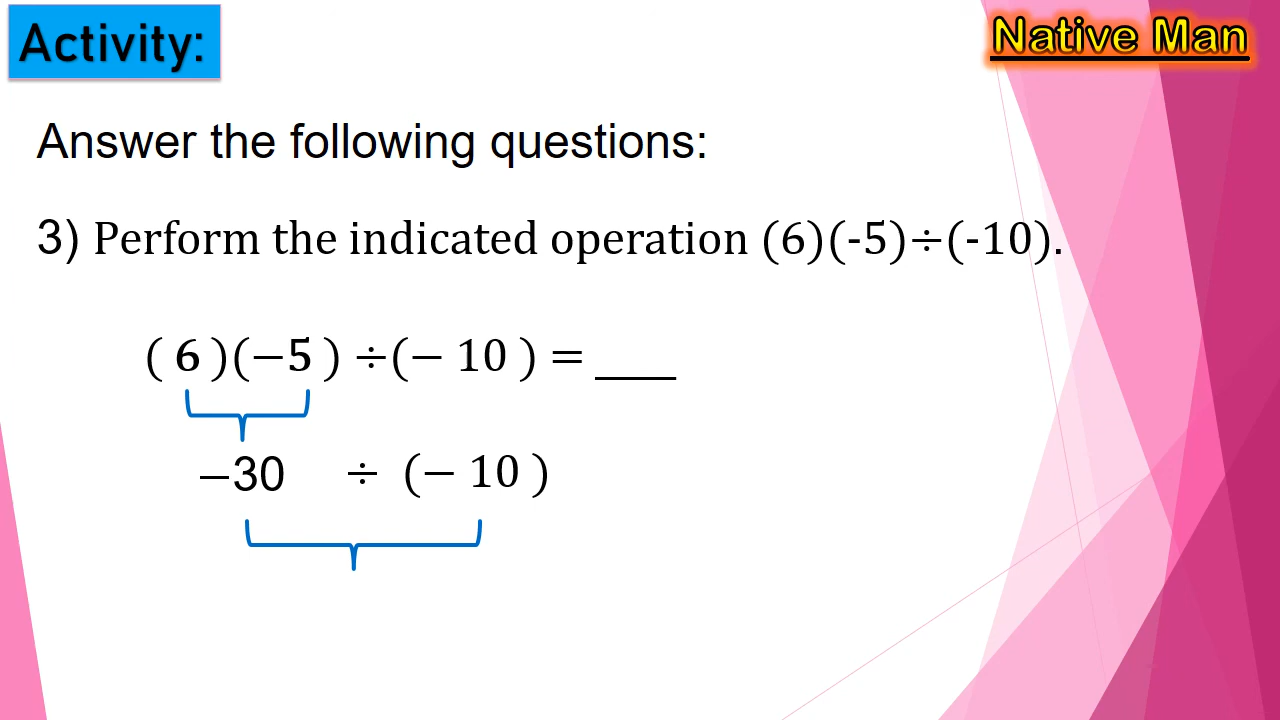 Activity:
Native Man
Answer the following questions:
3) Perform the indicated operation (6)(-5)÷(-10).
( 6 )(−5 ) ÷(− 10 ) = ____
−30 ÷ (− 10 )